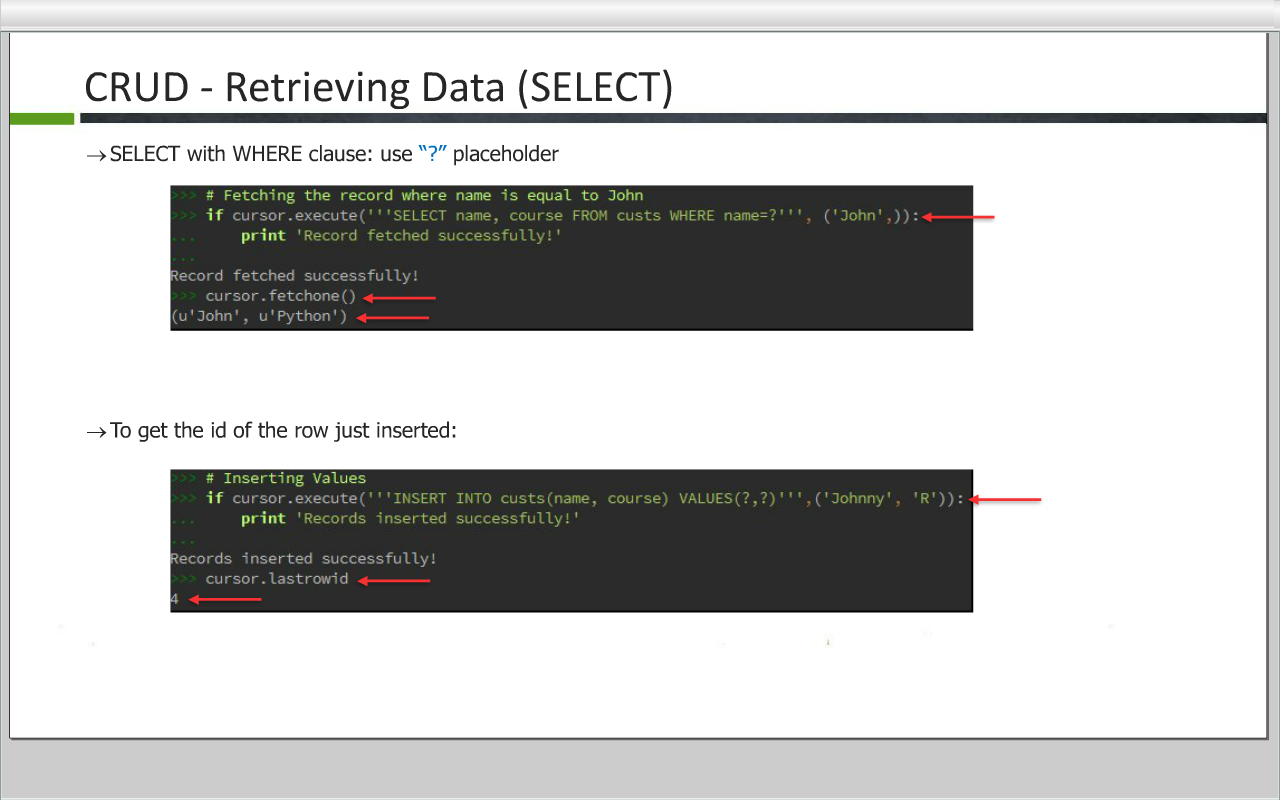 CRUD - Retrieving Data (SELECT)
→SELECT with WHERE clause: use “?” placeholder
>>> # Fetching the record where name is equal to John
>>> if cursor.execute('''SELECT name, course FROM custs WHERE name=?''', ('John',)):
...     print 'Record fetched successfully!'
...
Record fetched successfully!
>>> cursor.fetchone()
(u'John', u'Python')
→To get the id of the row just inserted:
>>> # Inserting Values
>>> if cursor.execute('''INSERT INTO custs(name, course) VALUES(?,?)''',('Johnny', 'R')):
...     print 'Records inserted successfully!'
...
Records inserted successfully!
>>> cursor.lastrowid
4